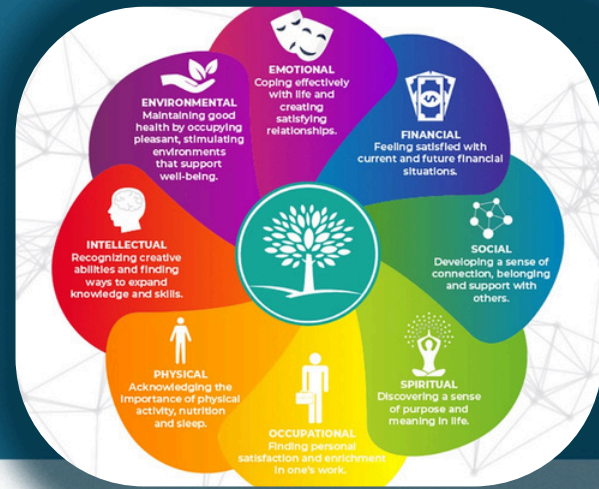 EMOTIONAL
Coping effectively
with life and
creating
satisfying
relationships.
FINANCIAL
Feeling satisfied with
current and future financial
situations.
SOCIAL
Developing a sense of
connection, belonging
and support with
others.
SPIRITUAL
Discovering a sense
of purpose and
meaning in life.
OCCUPATIONAL
Finding personal
satisfaction and enrichment
in one's work.
PHYSICAL
Acknowledging the
importance of physical
activity, nutrition
and sleep.
INTELLECTUAL
Recognizing creative
abilities and finding
ways to expand
knowledge and skills.
ENVIRONMENTAL
Maintaining good
health by occupying
pleasant, stimulating
environments
that support
well-being.